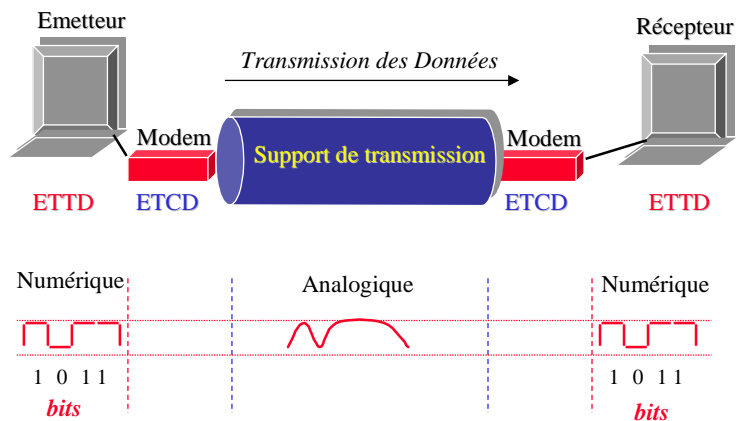 Emetteur
Récepteur
Transmission des Données
Modem
Support de transmission
Modem
ETTD
ETCD
ETCD
ETTD
Numérique
Analogique
Numérique
1 0 1 1
1 0 1 1
bits
bits